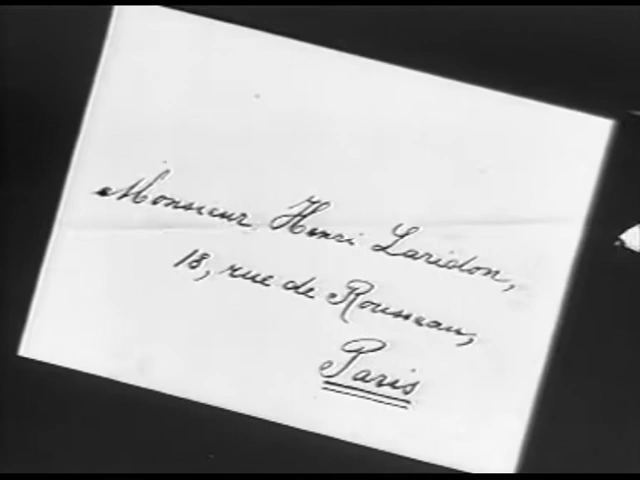 Monsieur Henri Laridon,
18, rue de Rousseau,
Paris